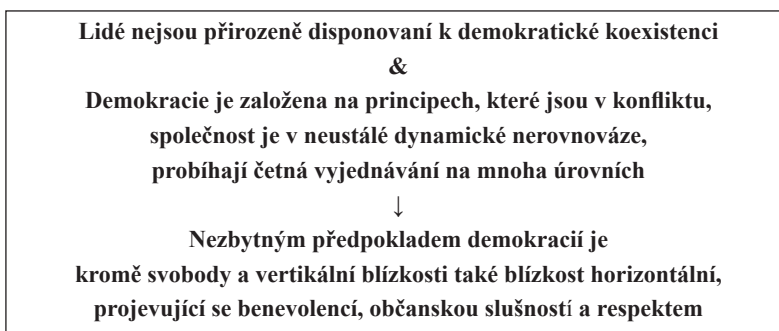 Lidé nejsou přirozeně disponovaní k demokratické koexistenci
&
Demokracie je založena na principech, které jsou v konfliktu,
společnost je v neustálé dynamické nerovnováze,
probíhají četná vyjednávání na mnoha úrovních
↓
Nezbytným předpokladem demokracií je
kromě svobody a vertikální blízkosti také blízkost horizontální,
projevující se benevolencí, občanskou slušností a respektem